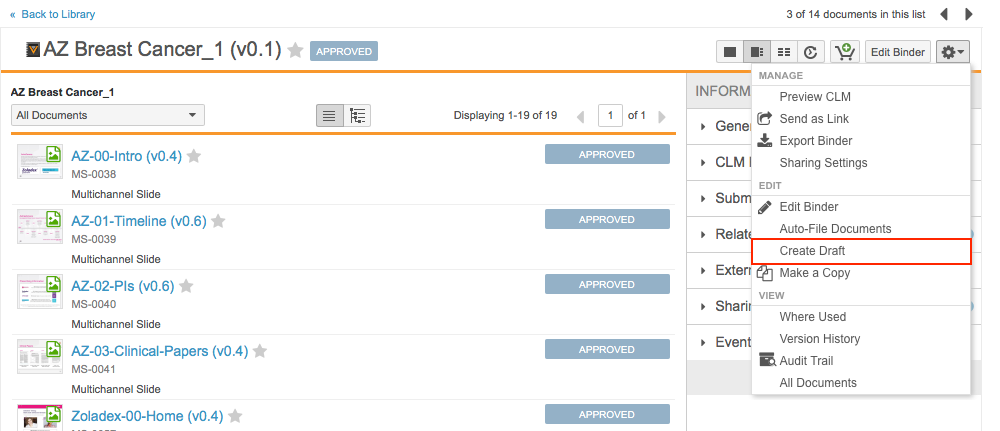 « Back to Library
3 of 14 documents in this list
AZ Breast Cancer_1 (v0.1)
APPROVED
Edit Binder
AZ Breast Cancer_1
All Documents
Displaying 1-19 of 19
1
of 1
AZ-00-Intro (v0.4)
MS-0038
Multichannel Slide
APPROVED
AZ-01-Timeline (v0.6)
MS-0039
Multichannel Slide
APPROVED
AZ-02-PIs (v0.6)
MS-0040
Multichannel Slide
APPROVED
AZ-03-Clinical-Papers (v0.4)
MS-0041
Multichannel Slide
APPROVED
Zoladex-00-Home (v0.4)
APPROVED
INFORM
Gener
CLM
Subm
Relate
Extern
Sharin
Event
MANAGE
Preview CLM
Send as Link
Export Binder
Sharing Settings
EDIT
Edit Binder
Auto-File Documents
Create Draft
Make a Copy
VIEW
Where Used
Version History
Audit Trail
All Documents